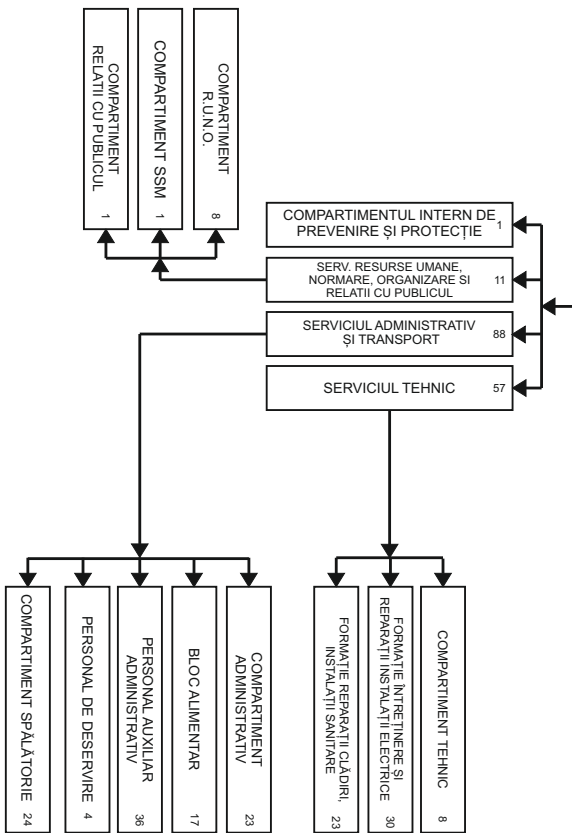 COMPARTIMENT
RELATII CU PUBLICUL
1
COMPARTIMENT SSM
1
COMPARTIMENT
R.U.N.O.
8
COMPARTIMENTUL INTERN DE
PREVENIRE ȘI PROTECȚIE
1
SERV. RESURSE UMANE,
NORMARE, ORGANIZARE SI
RELATII CU PUBLICUL
11
SERVICIUL ADMINISTRATIV
ȘI TRANSPORT
88
SERVICIUL TEHNIC
57
COMPARTIMENT SPĂLĂTORIE
24
PERSONAL DE DESERVIRE
4
PERSONAL AUXILIAR
ADMINISTRATIV
36
BLOC ALIMENTAR
17
COMPARTIMENT
ADMINISTRATIV
23
FORMAȚIE REPARAȚII CLĂDIRI,
INSTALAȚII SANITARE
23
FORMAȚIE ÎNTREȚINERE ȘI
REPARAȚII INSTALAȚII ELECTRICE
30
COMPARTIMENT TEHNIC
8